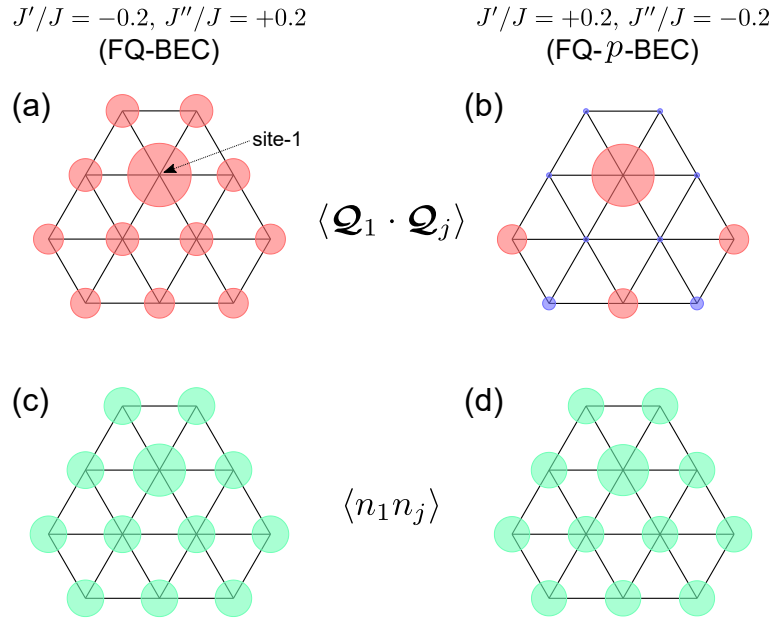 J′/J = −0.2, J″/J = +0.2
(FQ-BEC)
J′/J = +0.2, J″/J = −0.2
(FQ-p-BEC)
(a)
site-1
(b)
⟨𝓠₁ · 𝓠ⱼ⟩
(c)
(d)
⟨n₁nⱼ⟩